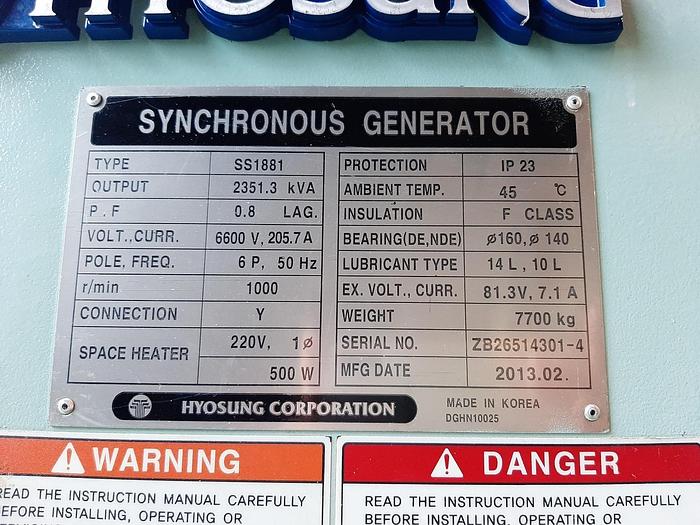 HYOSUNG
SYNCHRONOUS GENERATOR
TYPE SS1881
OUTPUT 2351.3 kVA
P.F 0.8 LAG.
VOLT.,CURR. 6600 V, 205.7 A
POLE, FREQ. 6 P, 50 Hz
r/min 1000
CONNECTION Y
SPACE HEATER 220V, 1ø
500 W
PROTECTION IP 23
AMBIENT TEMP. 45 ℃
INSULATION F CLASS
BEARING(DE,NDE) ø160,ø 140
LUBRICANT TYPE 14 L , 10 L
EX. VOLT., CURR. 81.3V, 7.1 A
WEIGHT 7700 kg
SERIAL NO. ZB26514301-4
MFG DATE 2013.02.
HYOSUNG CORPORATION
MADE IN KOREA
DGHN10025
WARNING
READ THE INSTRUCTION MANUAL CAREFULLY
BEFORE INSTALLING, OPERATING OR
DANGER
READ THE INSTRUCTION MANUAL CAREFULLY
BEFORE INSTALLING, OPERATING OR